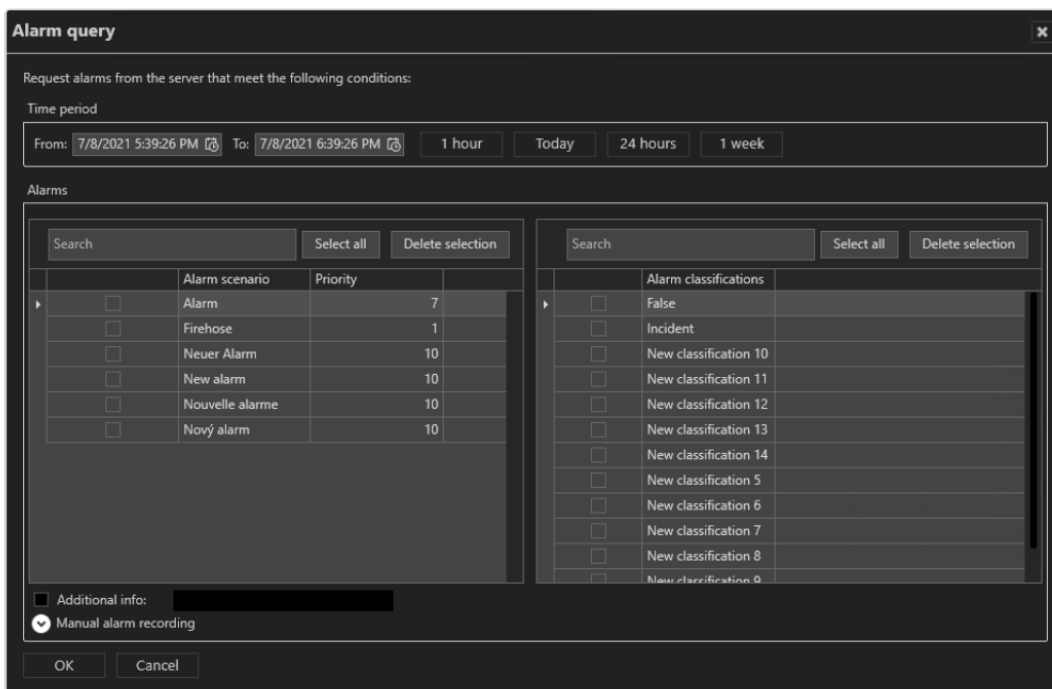 Alarm query
Request alarms from the server that meet the following conditions:
Time period
From: 7/8/2021 5:39:26 PM To: 7/8/2021 6:39:26 PM 1 hour Today 24 hours 1 week
Alarms
Search Select all Delete selection
Alarm scenario Priority
Alarm 7
Firehose 1
Neuer Alarm 10
New alarm 10
Nouvelle alarme 10
Nový alarm 10
Search Select all Delete selection
Alarm classifications
False
Incident
New classification 10
New classification 11
New classification 12
New classification 13
New classification 14
New classification 5
New classification 6
New classification 7
New classification 8
New classification 9
Additional info:
Manual alarm recording
OK Cancel